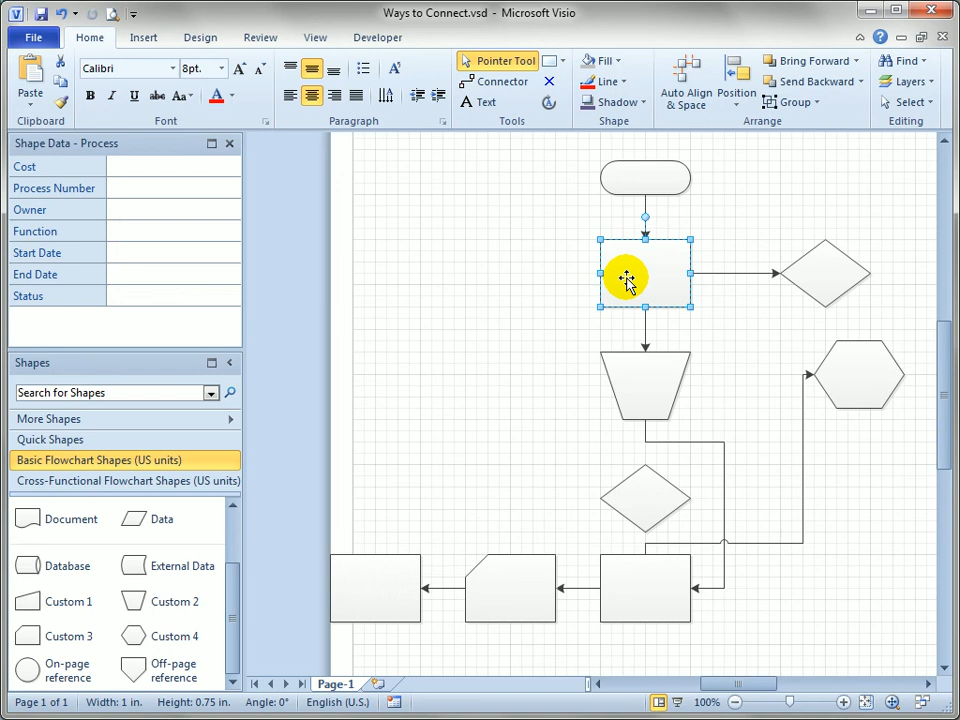 Ways to Connect.vsd - Microsoft Visio
File Home Insert Design Review View Developer
Calibri 8pt. Pointer Tool Fill Bring Forward Find
Paste Connector Line Auto Align & Space Position Send Backward Layers
B I U abc Aa A Text Shadow Group Select
Clipboard Font Paragraph Tools Shape Arrange Editing
Shape Data - Process
Cost
Process Number
Owner
Function
Start Date
End Date
Status
Shapes
Search for Shapes
More Shapes
Quick Shapes
Basic Flowchart Shapes (US units)
Cross-Functional Flowchart Shapes (US units)
Document Data
Database External Data
Custom 1 Custom 2
Custom 3 Custom 4
On-page reference Off-page reference
Page-1
Page 1 of 1 Width: 1 in. Height: 0.75 in. Angle: 0° English (U.S.) 100%